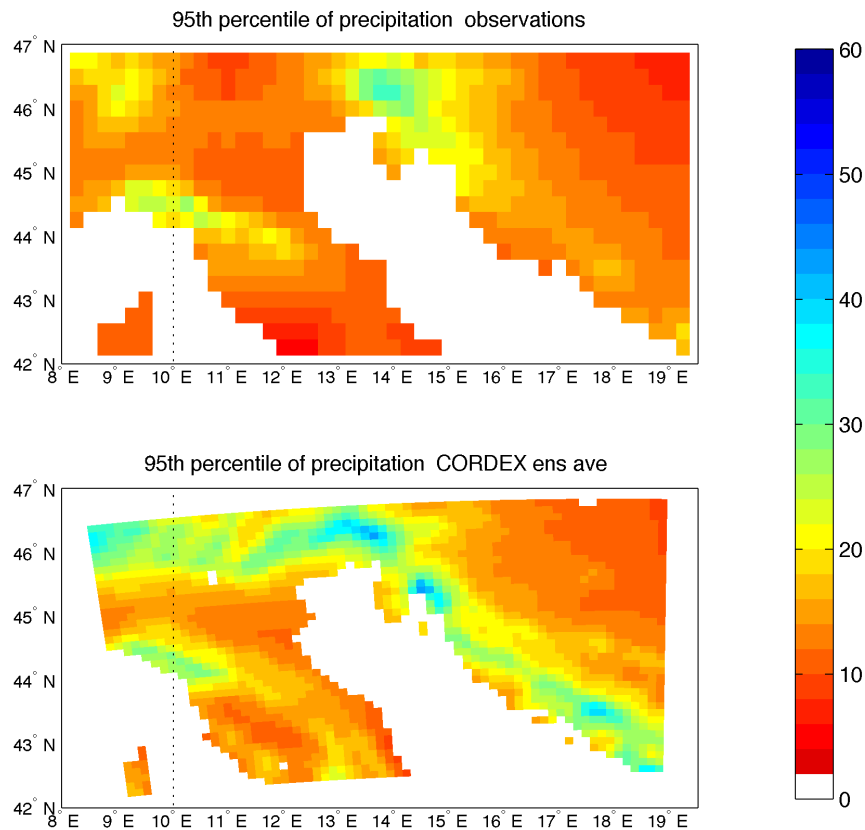 95th percentile of precipitation observations
47° N
46° N
45° N
44° N
43° N
42° N
8° E 9° E 10° E 11° E 12° E 13° E 14° E 15° E 16° E 17° E 18° E 19° E
95th percentile of precipitation CORDEX ens ave
47° N
46° N
45° N
44° N
43° N
42° N
8° E 9° E 10° E 11° E 12° E 13° E 14° E 15° E 16° E 17° E 18° E 19° E
60
50
40
30
20
10
0